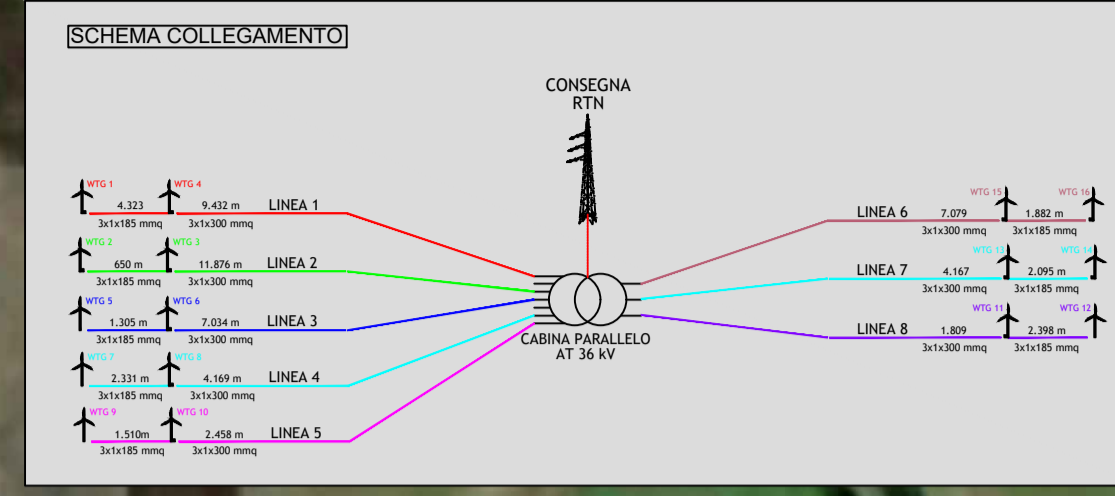 SCHEMA COLLEGAMENTO
CONSEGNA
RTN
WTG 1
WTG 4
4.323
9.432 m
LINEA 1
3x1x185 mmq
3x1x300 mmq
WTG 2
WTG 3
650 m
11.876 m
LINEA 2
3x1x185 mmq
3x1x300 mmq
WTG 5
WTG 6
1.305 m
7.034 m
LINEA 3
3x1x185 mmq
3x1x300 mmq
WTG 7
WTG 8
2.331 m
4.169 m
LINEA 4
3x1x185 mmq
3x1x300 mmq
WTG 9
WTG 10
1.510m
2.458 m
LINEA 5
3x1x185 mmq
3x1x300 mmq
CABINA PARALLELO
AT 36 kV
WTG 15
WTG 16
LINEA 6
7.079
1.882 m
3x1x300 mmq
3x1x185 mmq
WTG 13
WTG 14
LINEA 7
4.167
2.095 m
3x1x300 mmq
3x1x185 mmq
WTG 11
WTG 12
LINEA 8
1.809
2.398 m
3x1x300 mmq
3x1x185 mmq